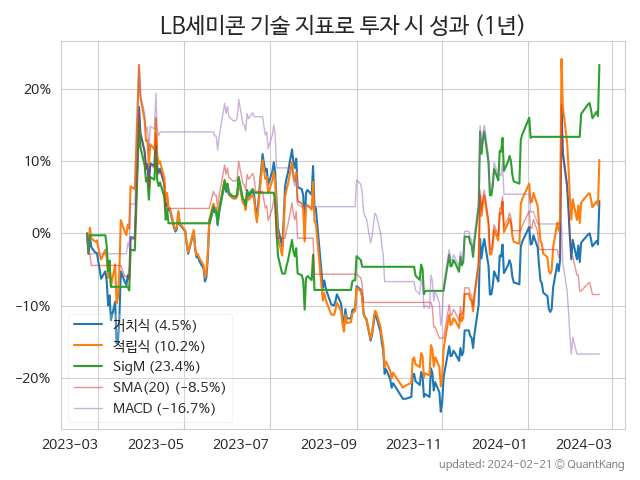 LB세미콘 기술 지표로 투자 시 성과 (1년)
20%
10%
0%
−10%
−20%
거치식 (4.5%)
적립식 (10.2%)
SigM (23.4%)
SMA(20) (−8.5%)
MACD (−16.7%)
2023-03 2023-05 2023-07 2023-09 2023-11 2024-01 2024-03
updated: 2024-02-21 ⓒ QuantKang